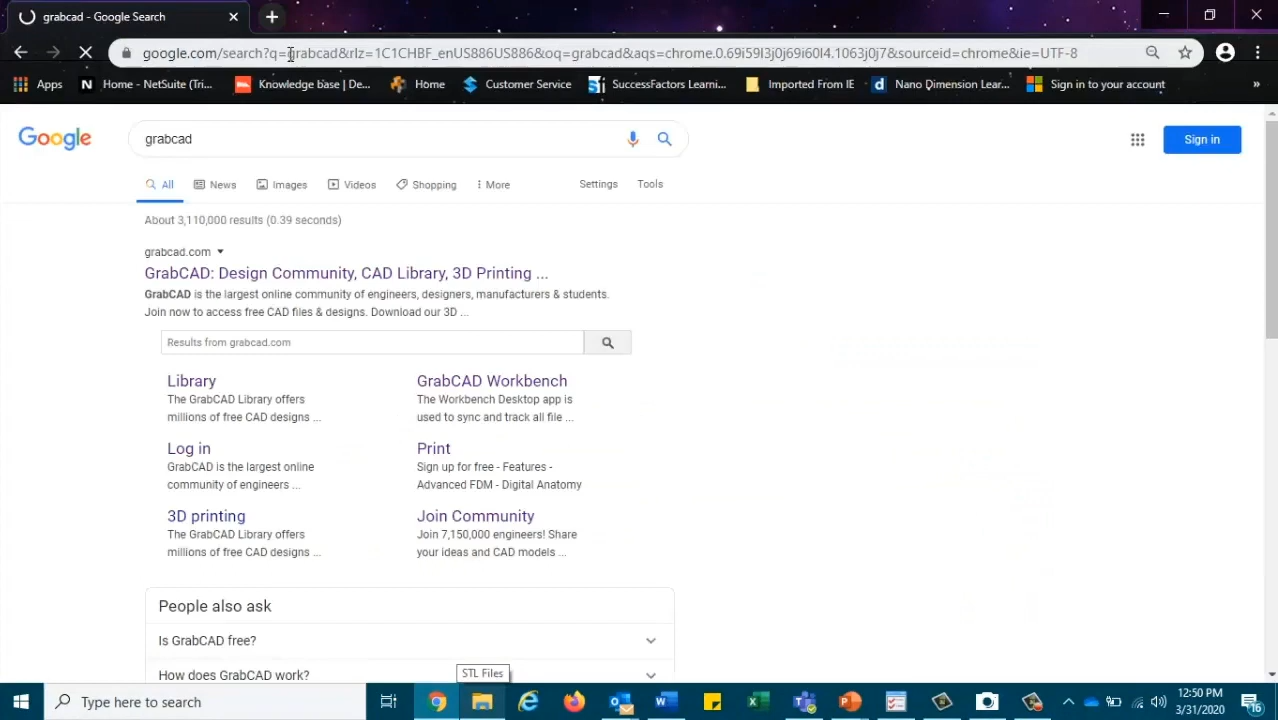 grabcad - Google Search
google.com/search?q=grabcad&rlz=1C1CHBF_enUS886US886&oq=grabcad&aqs=chrome.0.69i59l3j0j69i60l4.1063j0j7&sourceid=chrome&ie=UTF-8
Apps N Home - NetSuite (Tri... Knowledge base | De... Home Customer Service SuccessFactors Learni... Imported From IE d Nano Dimension Lear... Sign in to your account »
Google grabcad Sign in
All News Images Videos Shopping More Settings Tools
About 3,110,000 results (0.39 seconds)
grabcad.com
GrabCAD: Design Community, CAD Library, 3D Printing ...
GrabCAD is the largest online community of engineers, designers, manufacturers & students.
Join now to access free CAD files & designs. Download our 3D ...
Results from grabcad.com
Library GrabCAD Workbench
The GrabCAD Library offers The Workbench Desktop app is
millions of free CAD designs ... used to sync and track all file ...
Log in Print
GrabCAD is the largest online Sign up for free - Features -
community of engineers ... Advanced FDM - Digital Anatomy
3D printing Join Community
The GrabCAD Library offers Join 7,150,000 engineers! Share
millions of free CAD designs ... your ideas and CAD models ...
People also ask
Is GrabCAD free?
How does GrabCAD work?
STL Files
Type here to search
12:50 PM
3/31/2020
16